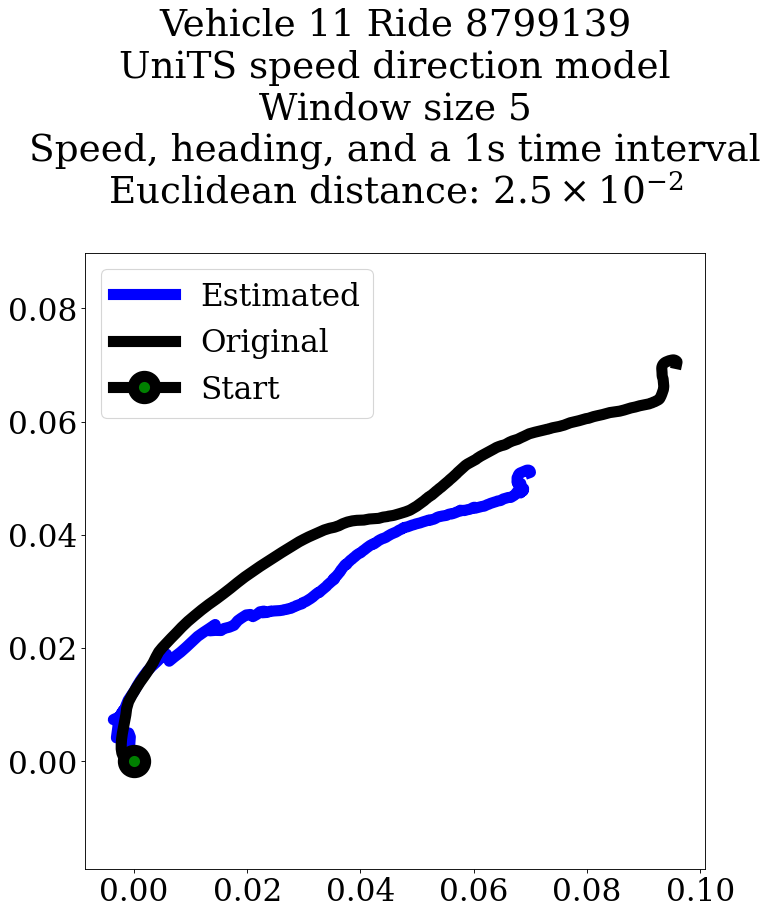 Vehicle 11 Ride 8799139
UniTS speed direction model
Window size 5
Speed, heading, and a 1s time interval
Euclidean distance: 2.5 × 10⁻²
Estimated
Original
Start
0.08
0.06
0.04
0.02
0.00
0.00 0.02 0.04 0.06 0.08 0.10